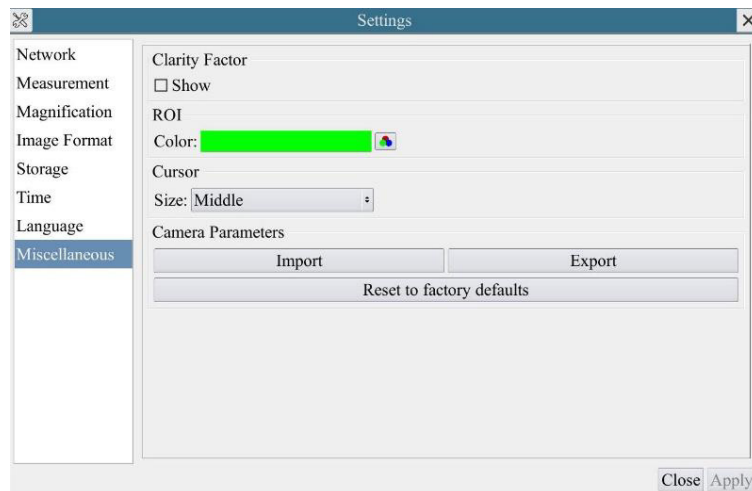 Settings
Network
Measurement
Magnification
Image Format
Storage
Time
Language
Miscellaneous
Clarity Factor
Show
ROI
Color:
Cursor
Size: Middle
Camera Parameters
Import Export
Reset to factory defaults
Close Apply